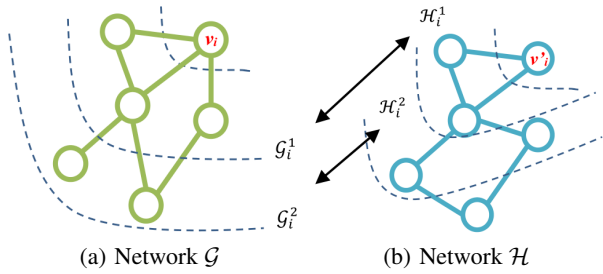 v_i
𝒢_i^1
𝒢_i^2
(a) Network 𝒢
ℋ_i^1
ℋ_i^2
v'_i
(b) Network ℋ